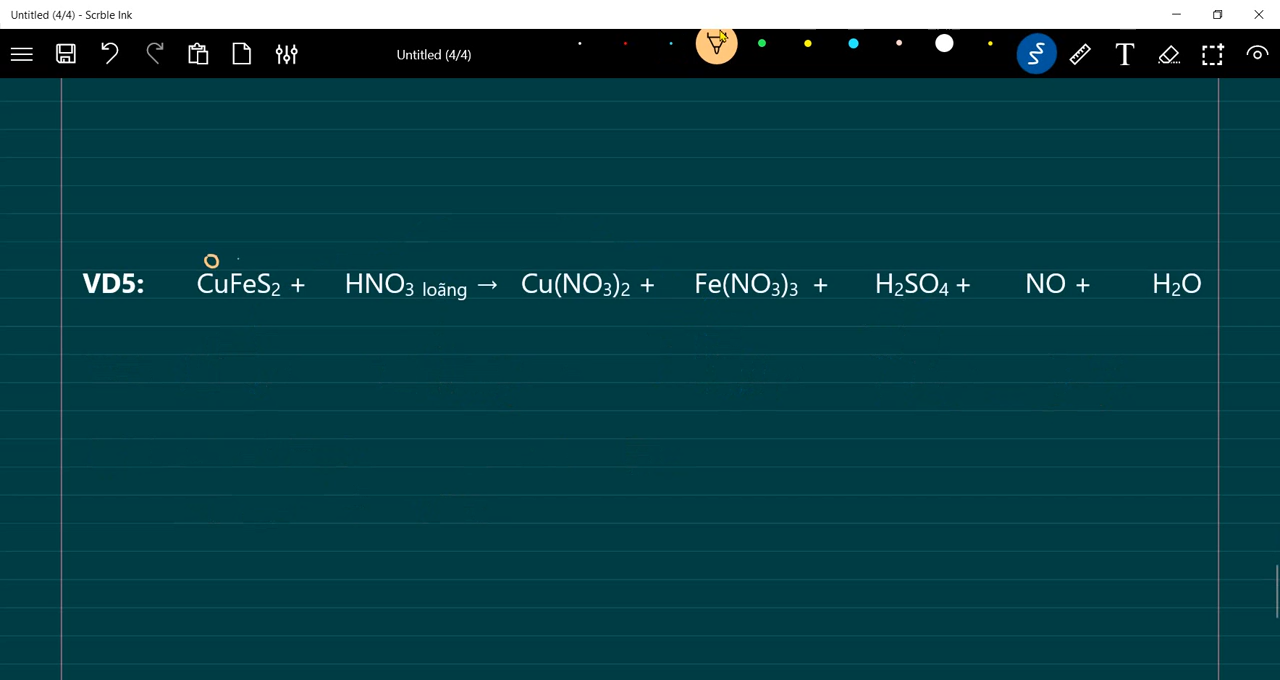 Untitled (4/4) - Scrble Ink
Untitled (4/4)
T
0
VD5: CuFeS₂ + HNO₃ loãng → Cu(NO₃)₂ + Fe(NO₃)₃ + H₂SO₄ + NO + H₂O